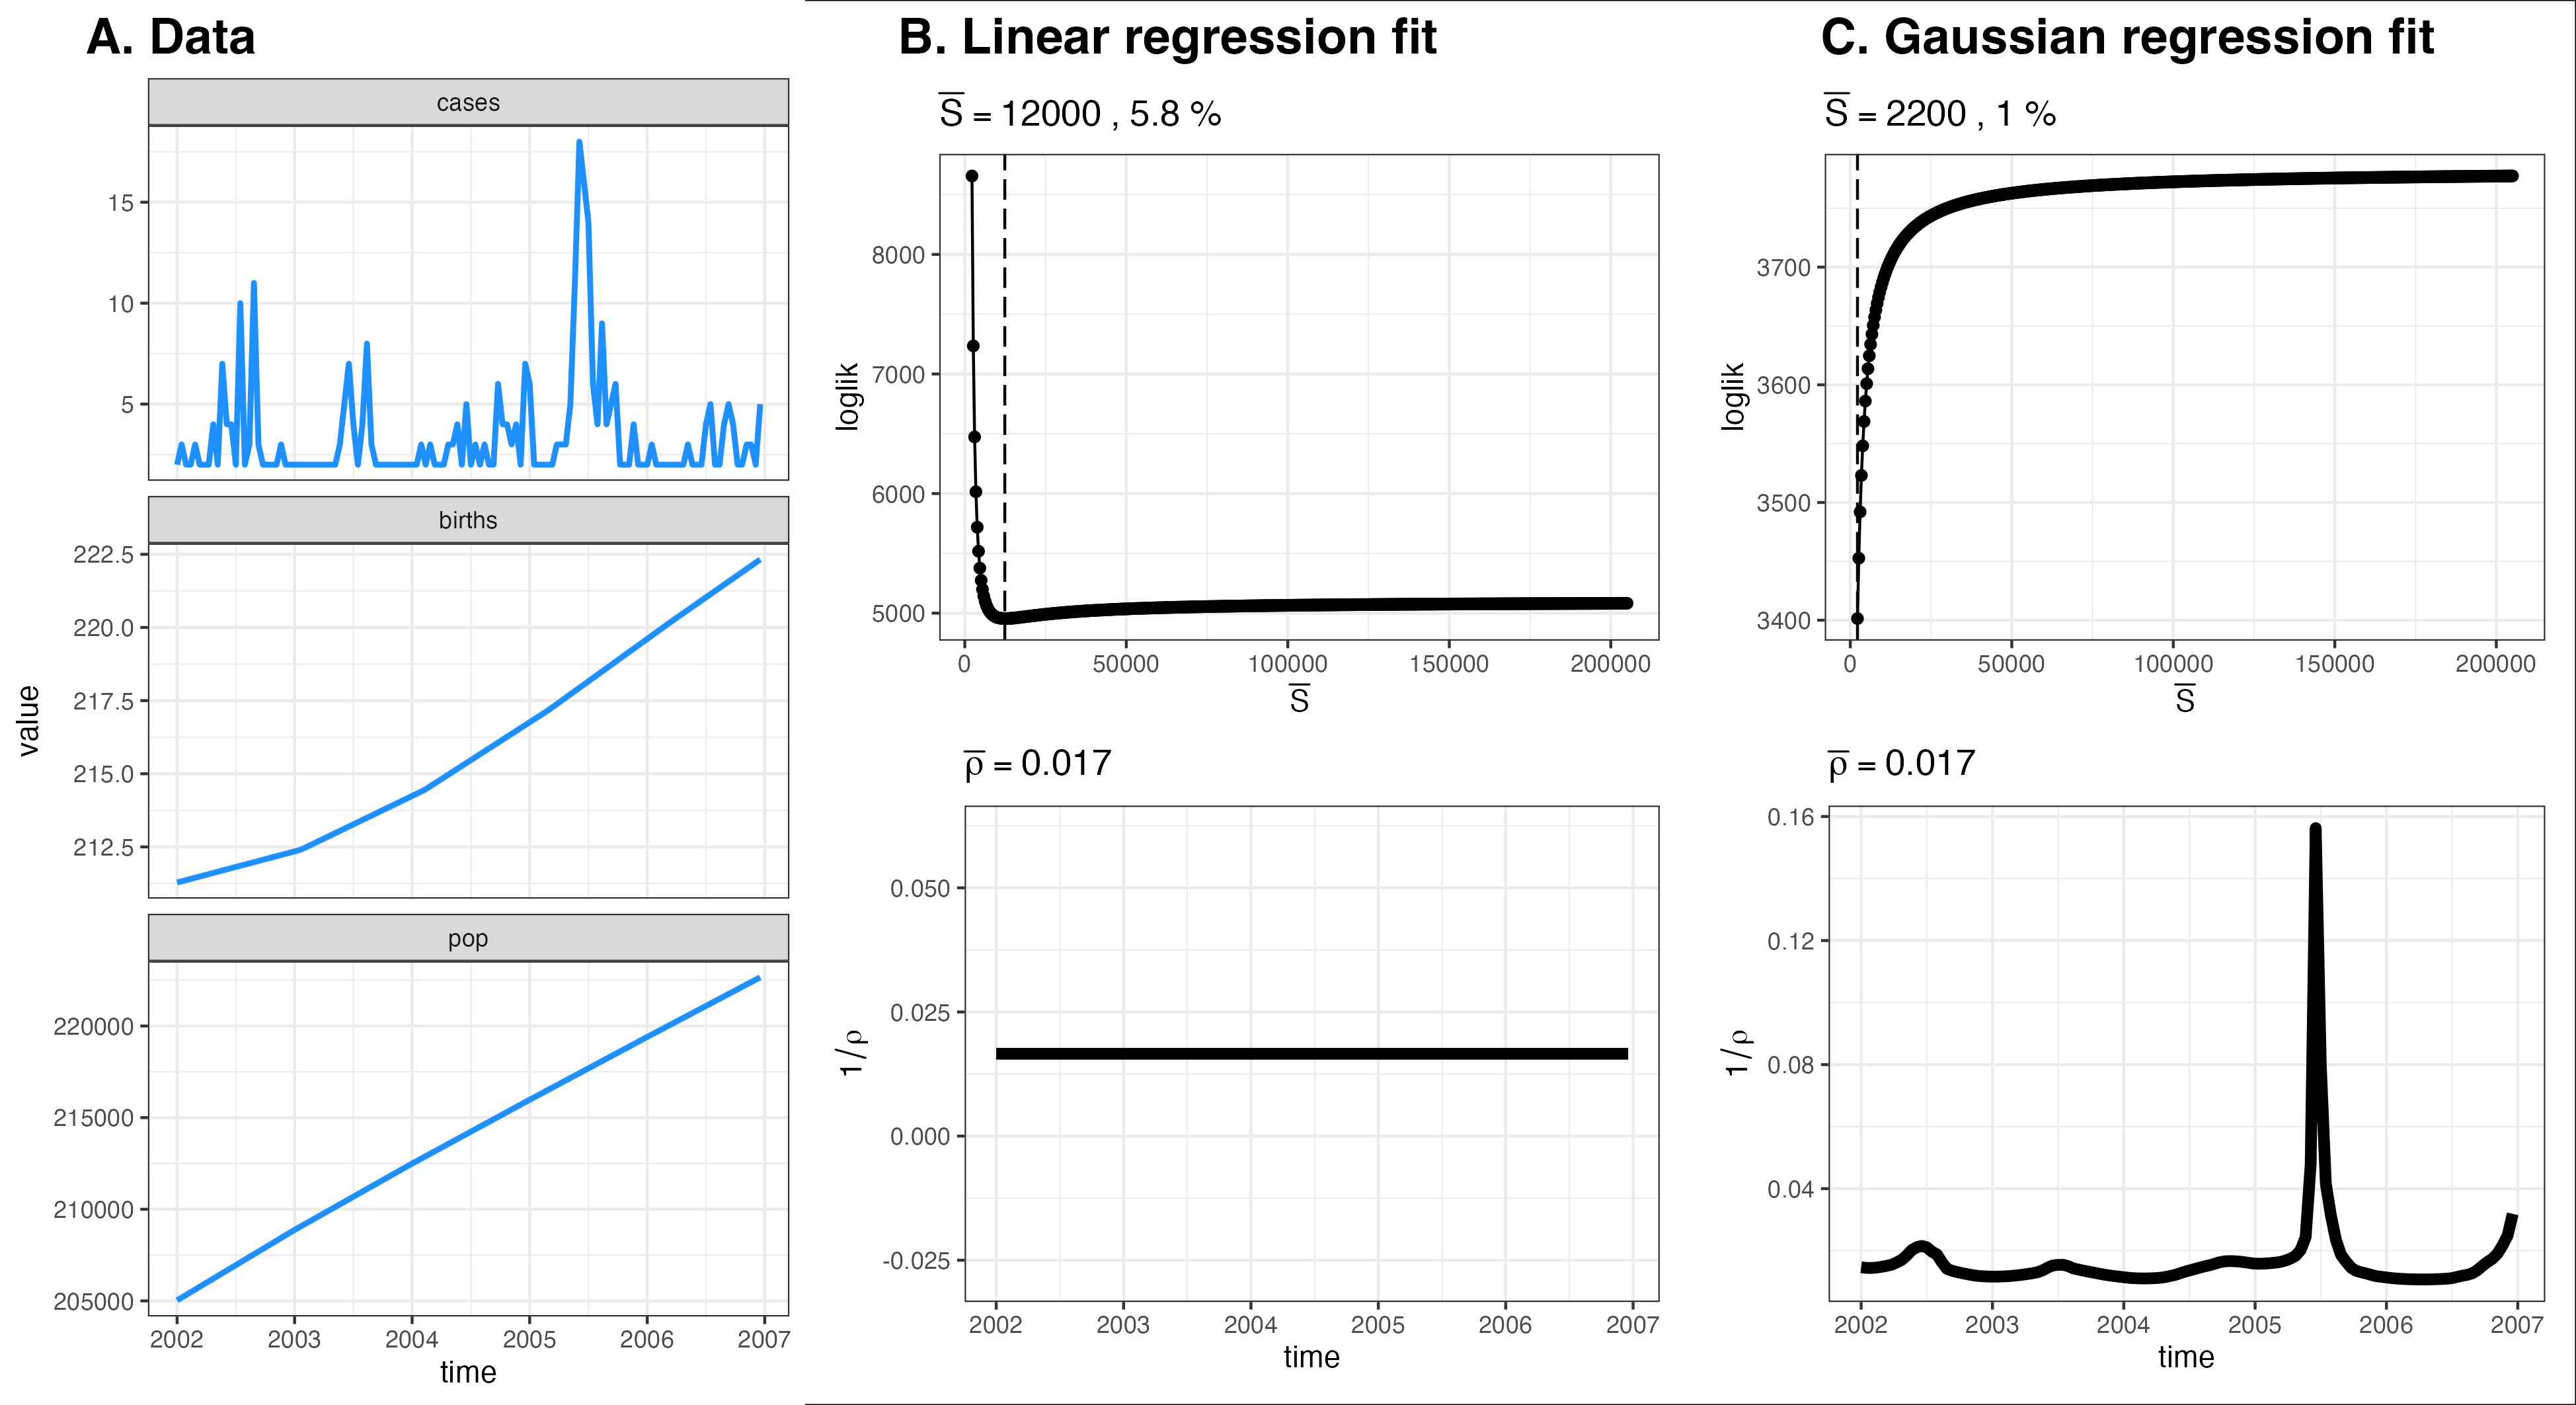 A. Data
cases
15
10
5
births
222.5
220.0
217.5
215.0
212.5
pop
220000
215000
210000
205000
2002 2003 2004 2005 2006 2007
time
value
B. Linear regression fit
S̅ = 12000 , 5.8 %
8000
7000
6000
5000
loglik
0 50000 100000 150000 200000
S̅
ρ̅ = 0.017
0.050
0.025
0.000
-0.025
1/ρ
2002 2003 2004 2005 2006 2007
time
C. Gaussian regression fit
S̅ = 2200 , 1 %
3700
3600
3500
3400
loglik
0 50000 100000 150000 200000
S̅
ρ̅ = 0.017
0.16
0.12
0.08
0.04
1/ρ
2002 2003 2004 2005 2006 2007
time